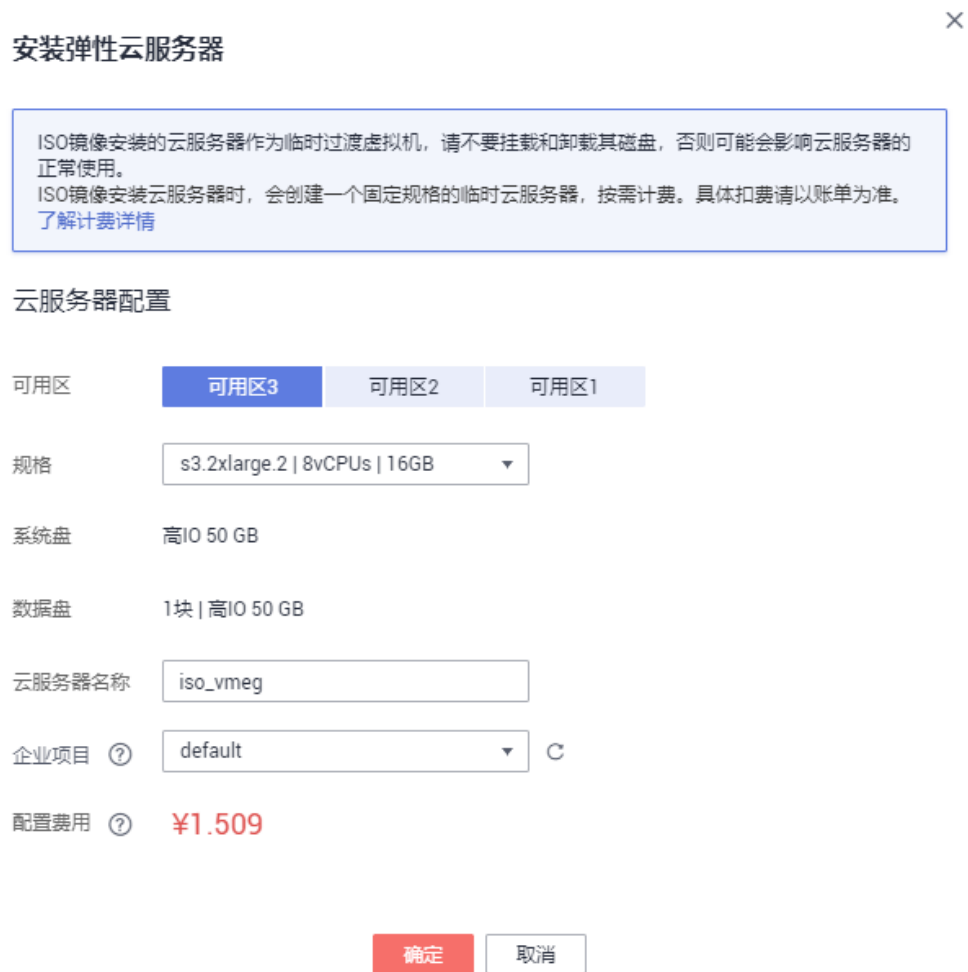 安装弹性云服务器
ISO镜像安装的云服务器作为临时过渡虚拟机，请不要挂载和卸载其磁盘，否则可能会影响云服务器的
正常使用。
ISO镜像安装云服务器时，会创建一个固定规格的临时云服务器，按需计费。具体扣费请以账单为准。
了解计费详情
云服务器配置
可用区 可用区3 可用区2 可用区1
规格 s3.2xlarge.2 | 8vCPUs | 16GB
系统盘 高IO 50 GB
数据盘 1块 | 高IO 50 GB
云服务器名称 iso_vmeg
企业项目 ? default
配置费用 ? ¥1.509
确定 取消